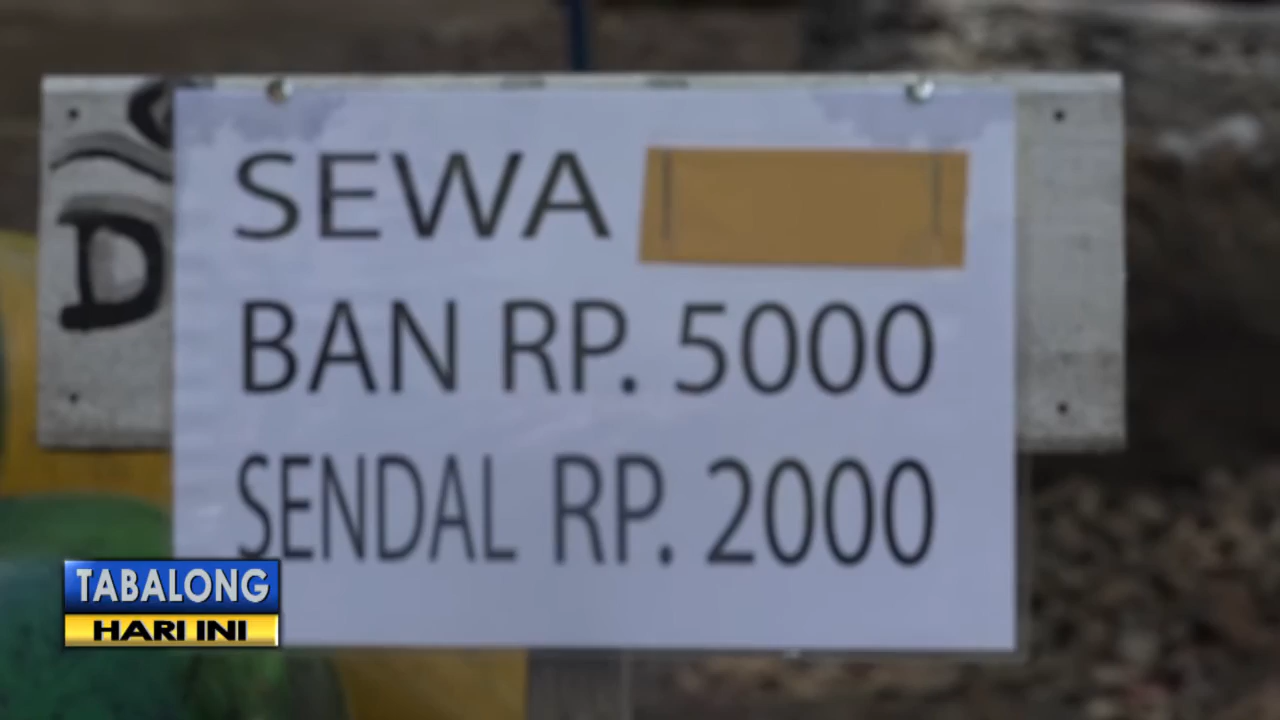 SEWA
BAN RP. 5000
SENDAL RP. 2000
D
TABALONG
HARI INI